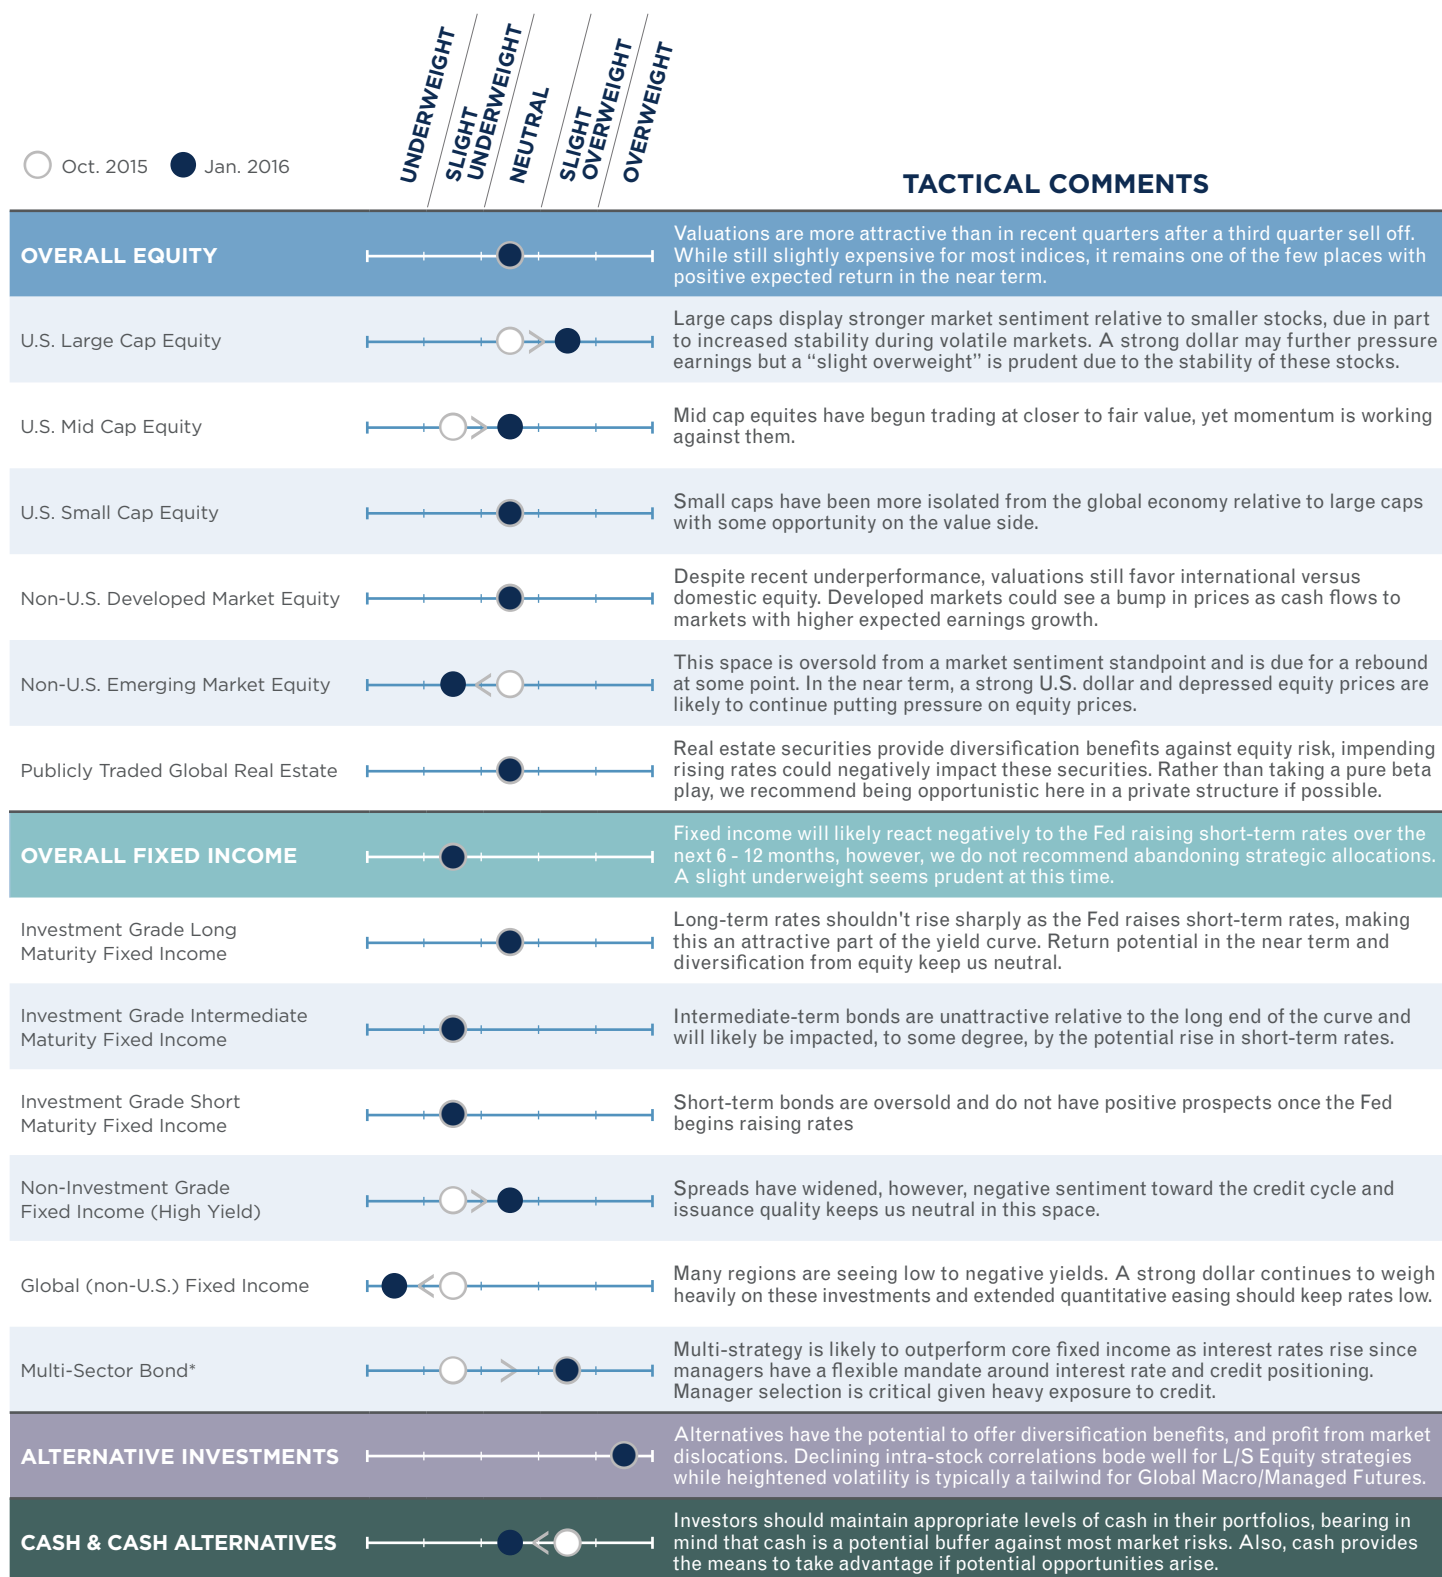 UNDERWEIGHT
SLIGHT
UNDERWEIGHT
NEUTRAL
SLIGHT
OVERWEIGHT
OVERWEIGHT
Oct. 2015
Jan. 2016
TACTICAL COMMENTS
OVERALL EQUITY
Valuations are more attractive than in recent quarters after a third quarter sell off.
While still slightly expensive for most indices, it remains one of the few places with
positive expected return in the near term.
U.S. Large Cap Equity
Large caps display stronger market sentiment relative to smaller stocks, due in part
to increased stability during volatile markets. A strong dollar may further pressure
earnings but a “slight overweight” is prudent due to the stability of these stocks.
U.S. Mid Cap Equity
Mid cap equites have begun trading at closer to fair value, yet momentum is working
against them.
U.S. Small Cap Equity
Small caps have been more isolated from the global economy relative to large caps
with some opportunity on the value side.
Non-U.S. Developed Market Equity
Despite recent underperformance, valuations still favor international versus
domestic equity. Developed markets could see a bump in prices as cash flows to
markets with higher expected earnings growth.
Non-U.S. Emerging Market Equity
This space is oversold from a market sentiment standpoint and is due for a rebound
at some point. In the near term, a strong U.S. dollar and depressed equity prices are
likely to continue putting pressure on equity prices.
Publicly Traded Global Real Estate
Real estate securities provide diversification benefits against equity risk, impending
rising rates could negatively impact these securities. Rather than taking a pure beta
play, we recommend being opportunistic here in a private structure if possible.
OVERALL FIXED INCOME
Fixed income will likely react negatively to the Fed raising short-term rates over the
next 6 - 12 months, however, we do not recommend abandoning strategic allocations.
A slight underweight seems prudent at this time.
Investment Grade Long
Maturity Fixed Income
Long-term rates shouldn't rise sharply as the Fed raises short-term rates, making
this an attractive part of the yield curve. Return potential in the near term and
diversification from equity keep us neutral.
Investment Grade Intermediate
Maturity Fixed Income
Intermediate-term bonds are unattractive relative to the long end of the curve and
will likely be impacted, to some degree, by the potential rise in short-term rates.
Investment Grade Short
Maturity Fixed Income
Short-term bonds are oversold and do not have positive prospects once the Fed
begins raising rates
Non-Investment Grade
Fixed Income (High Yield)
Spreads have widened, however, negative sentiment toward the credit cycle and
issuance quality keeps us neutral in this space.
Global (non-U.S.) Fixed Income
Many regions are seeing low to negative yields. A strong dollar continues to weigh
heavily on these investments and extended quantitative easing should keep rates low.
Multi-Sector Bond*
Multi-strategy is likely to outperform core fixed income as interest rates rise since
managers have a flexible mandate around interest rate and credit positioning.
Manager selection is critical given heavy exposure to credit.
ALTERNATIVE INVESTMENTS
Alternatives have the potential to offer diversification benefits, and profit from market
dislocations. Declining intra-stock correlations bode well for L/S Equity strategies
while heightened volatility is typically a tailwind for Global Macro/Managed Futures.
CASH & CASH ALTERNATIVES
Investors should maintain appropriate levels of cash in their portfolios, bearing in
mind that cash is a potential buffer against most market risks. Also, cash provides
the means to take advantage if potential opportunities arise.